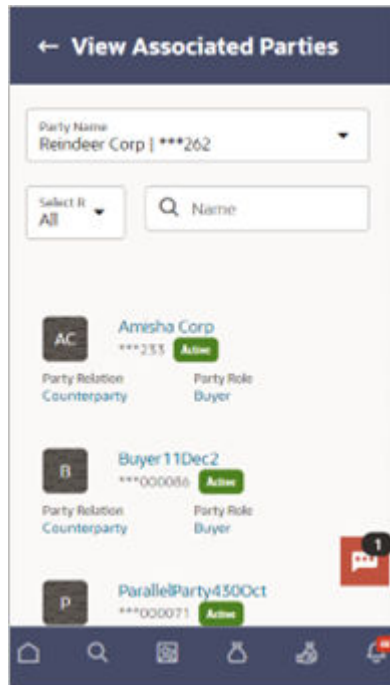 ← View Associated Parties
Party Name
Reindeer Corp | ***262
Select R
All
Name
AC
Amisha Corp
***233 Active
Party Relation Party Role
Counterparty Buyer
B
Buyer11Dec2
***000086 Active
Party Relation Party Role
Counterparty Buyer
1
P
ParallelParty430Oct
***000071 Active